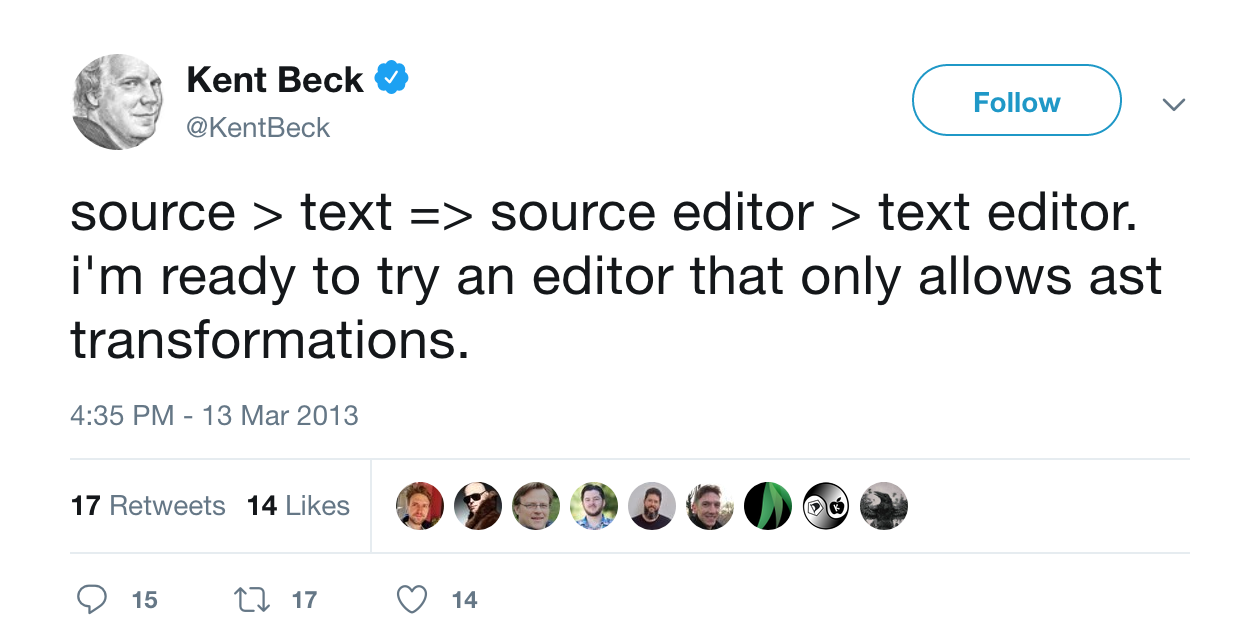 Kent Beck
@KentBeck
Follow
source > text => source editor > text editor.
i'm ready to try an editor that only allows ast
transformations.
4:35 PM - 13 Mar 2013
17 Retweets 14 Likes
15 17 14